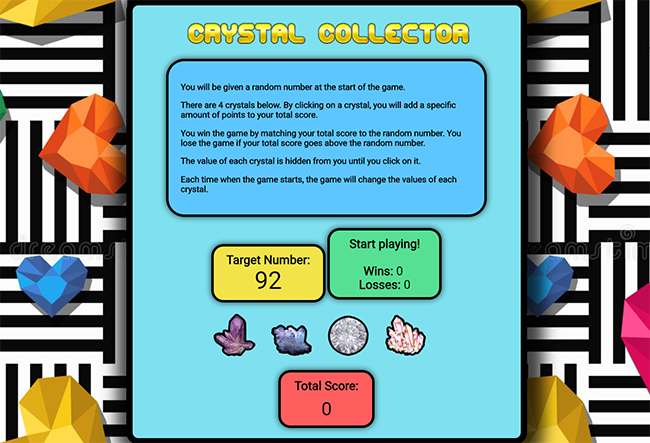 CRYSTAL COLLECTOR
You will be given a random number at the start of the game.
There are 4 crystals below. By clicking on a crystal, you will add a specific
amount of points to your total score.
You win the game by matching your total score to the random number. You
lose the game if your total score goes above the random number.
The value of each crystal is hidden from you until you click on it.
Each time when the game starts, the game will change the values of each
crystal.
Target Number:
92
Start playing!
Wins: 0
Losses: 0
Total Score:
0